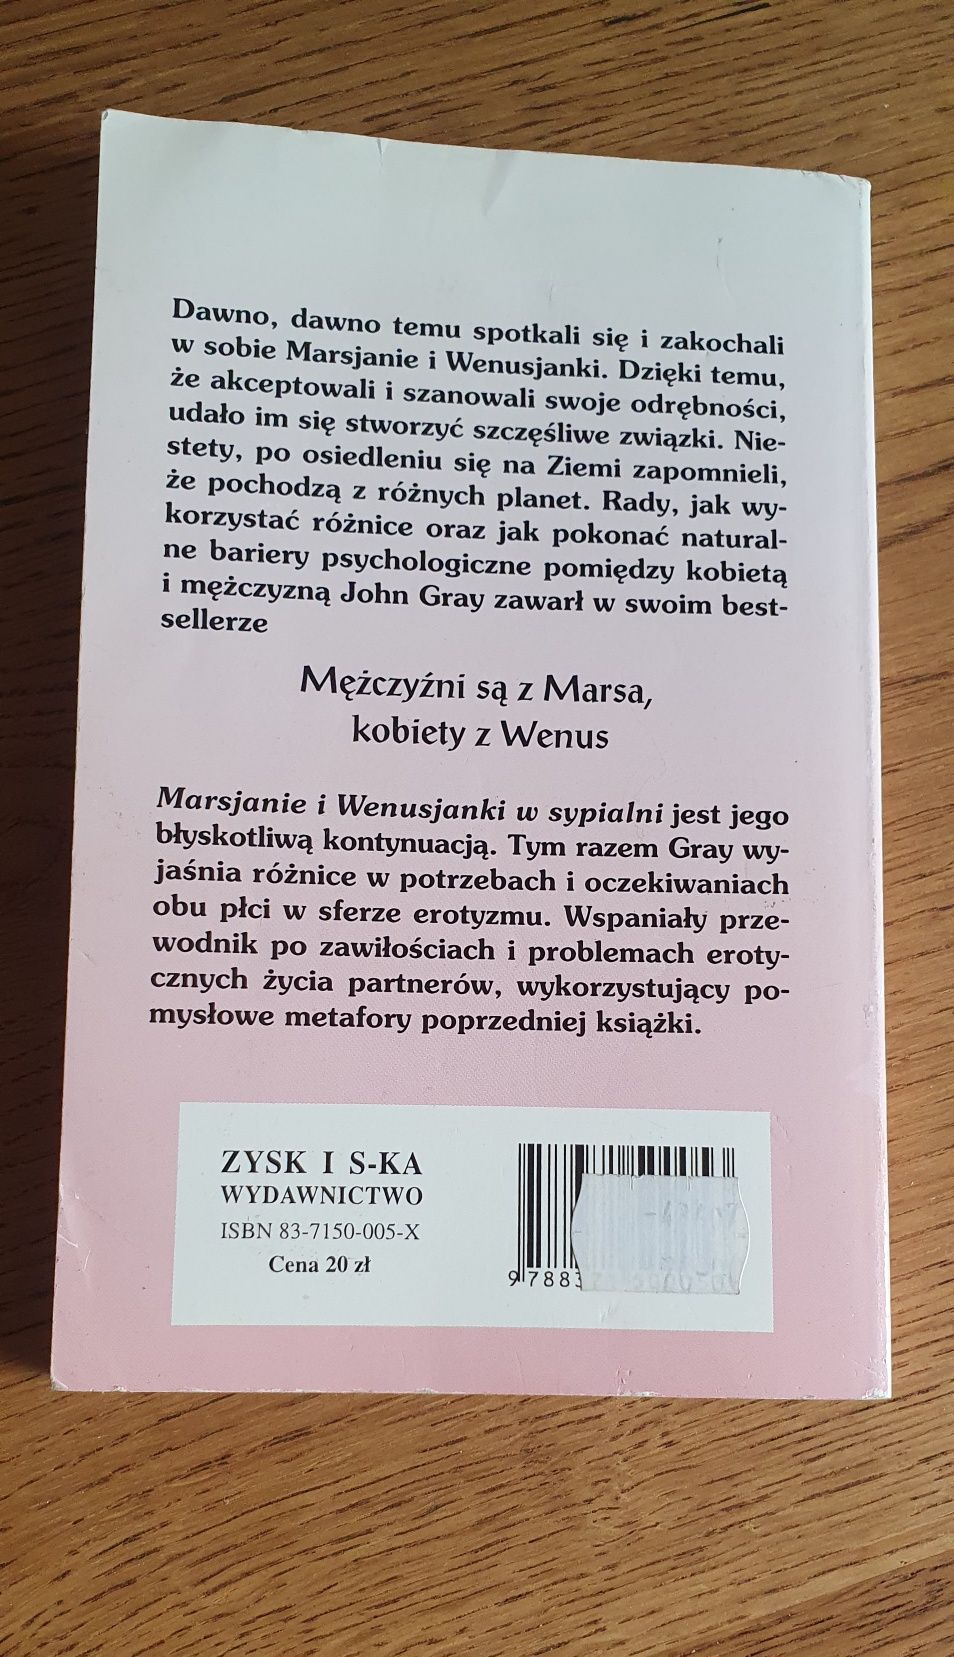 Dawno, dawno temu spotkali się i zakochali
w sobie Marsjanie i Wenusjanki. Dzięki temu,
że akceptowali i szanowali swoje odrębności,
udało im się stworzyć szczęśliwe związki. Nie-
stety, po osiedleniu się na Ziemi zapomnieli,
że pochodzą z różnych planet. Rady, jak wy-
korzystać różnice oraz jak pokonać natural-
ne bariery psychologiczne pomiędzy kobietą
i mężczyzną John Gray zawarł w swoim best-
sellerze
Mężczyźni są z Marsa,
kobiety z Wenus
Marsjanie i Wenusjanki w sypialni jest jego
błyskotliwą kontynuacją. Tym razem Gray wy-
jaśnia różnice w potrzebach i oczekiwaniach
obu płci w sferze erotyzmu. Wspaniały prze-
wodnik po zawiłościach i problemach eroty-
cznych życia partnerów, wykorzystujący po-
mysłowe metafory poprzedniej książki.
ZYSK I S-KA
WYDAWNICTWO
ISBN 83-7150-005-X
Cena 20 zł
9 7883